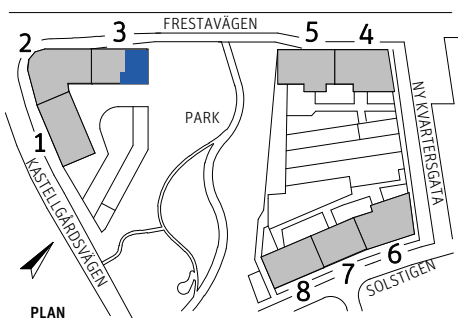 FRESTAVÄGEN
2
3
5
4
1
PARK
NY KVARTERSGATA
KASTELLGÅRDSVÄGEN
6
7
8
SOLSTIGEN
PLAN